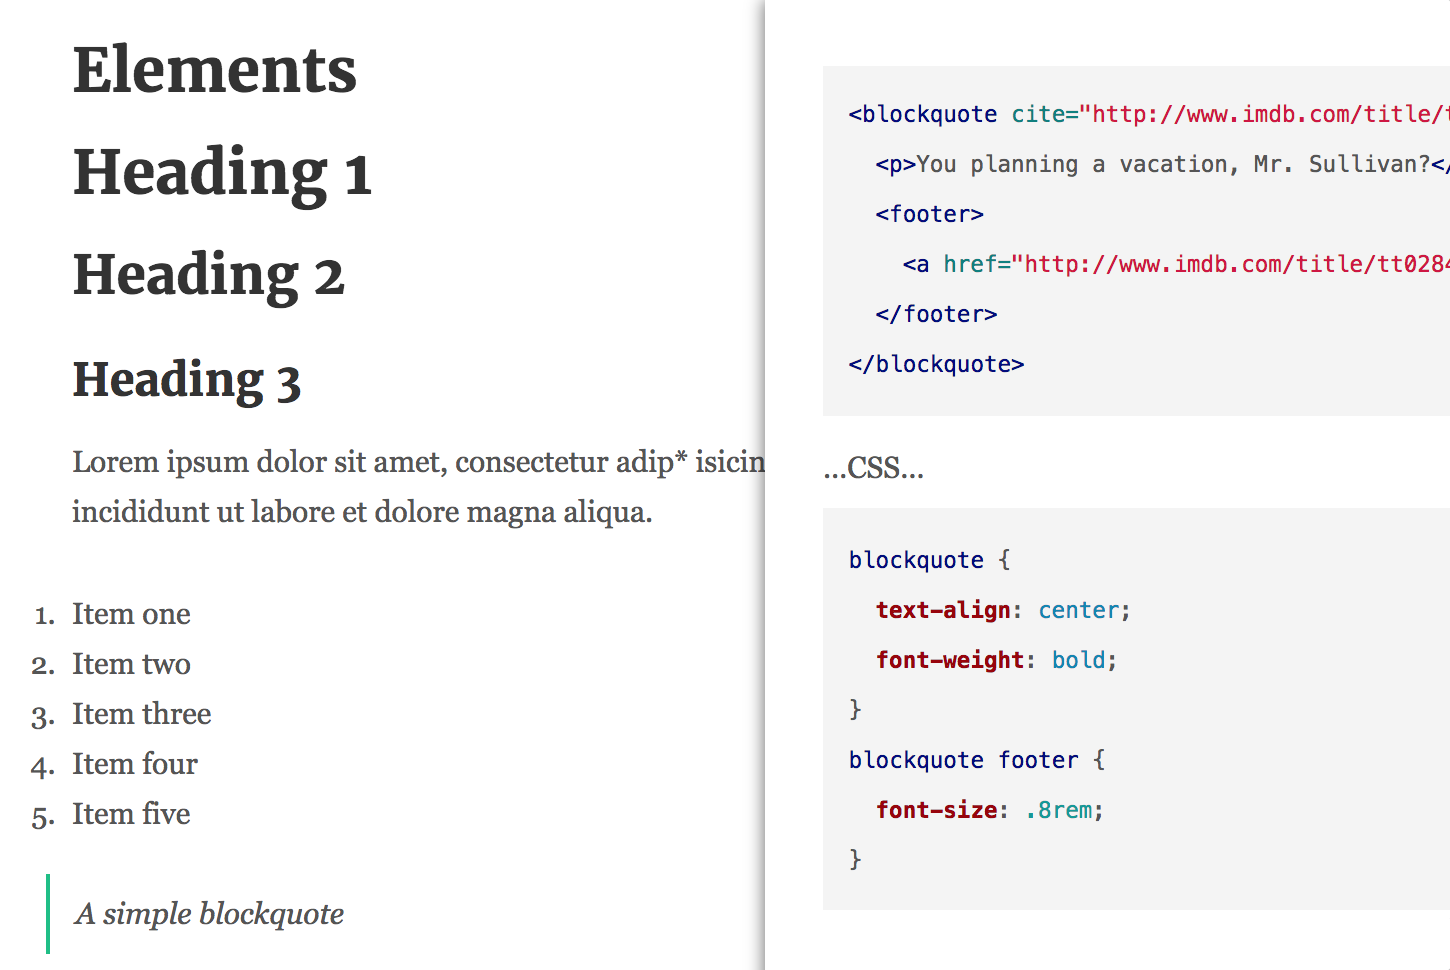 Elements
Heading 1
Heading 2
Heading 3
Lorem ipsum dolor sit amet, consectetur adip* isicin
incididunt ut labore et dolore magna aliqua.
1. Item one
2. Item two
3. Item three
4. Item four
5. Item five
A simple blockquote
<blockquote cite="http://www.imdb.com/title/t
<p>You planning a vacation, Mr. Sullivan?</
<footer>
<a href="http://www.imdb.com/title/tt0284
</footer>
</blockquote>
...CSS...
blockquote {
text-align: center;
font-weight: bold;
}
blockquote footer {
font-size: .8rem;
}